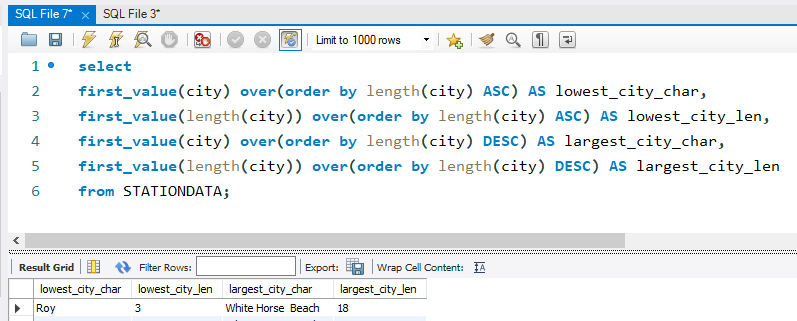 SQL File 7* SQL File 3*
Limit to 1000 rows
1 select
2 first_value(city) over(order by length(city) ASC) AS lowest_city_char,
3 first_value(length(city)) over(order by length(city) ASC) AS lowest_city_len,
4 first_value(city) over(order by length(city) DESC) AS largest_city_char,
5 first_value(length(city)) over(order by length(city) DESC) AS largest_city_len
6 from STATIONDATA;
Result Grid Filter Rows: Export: Wrap Cell Content:
lowest_city_char lowest_city_len largest_city_char largest_city_len
Roy 3 White Horse Beach 18